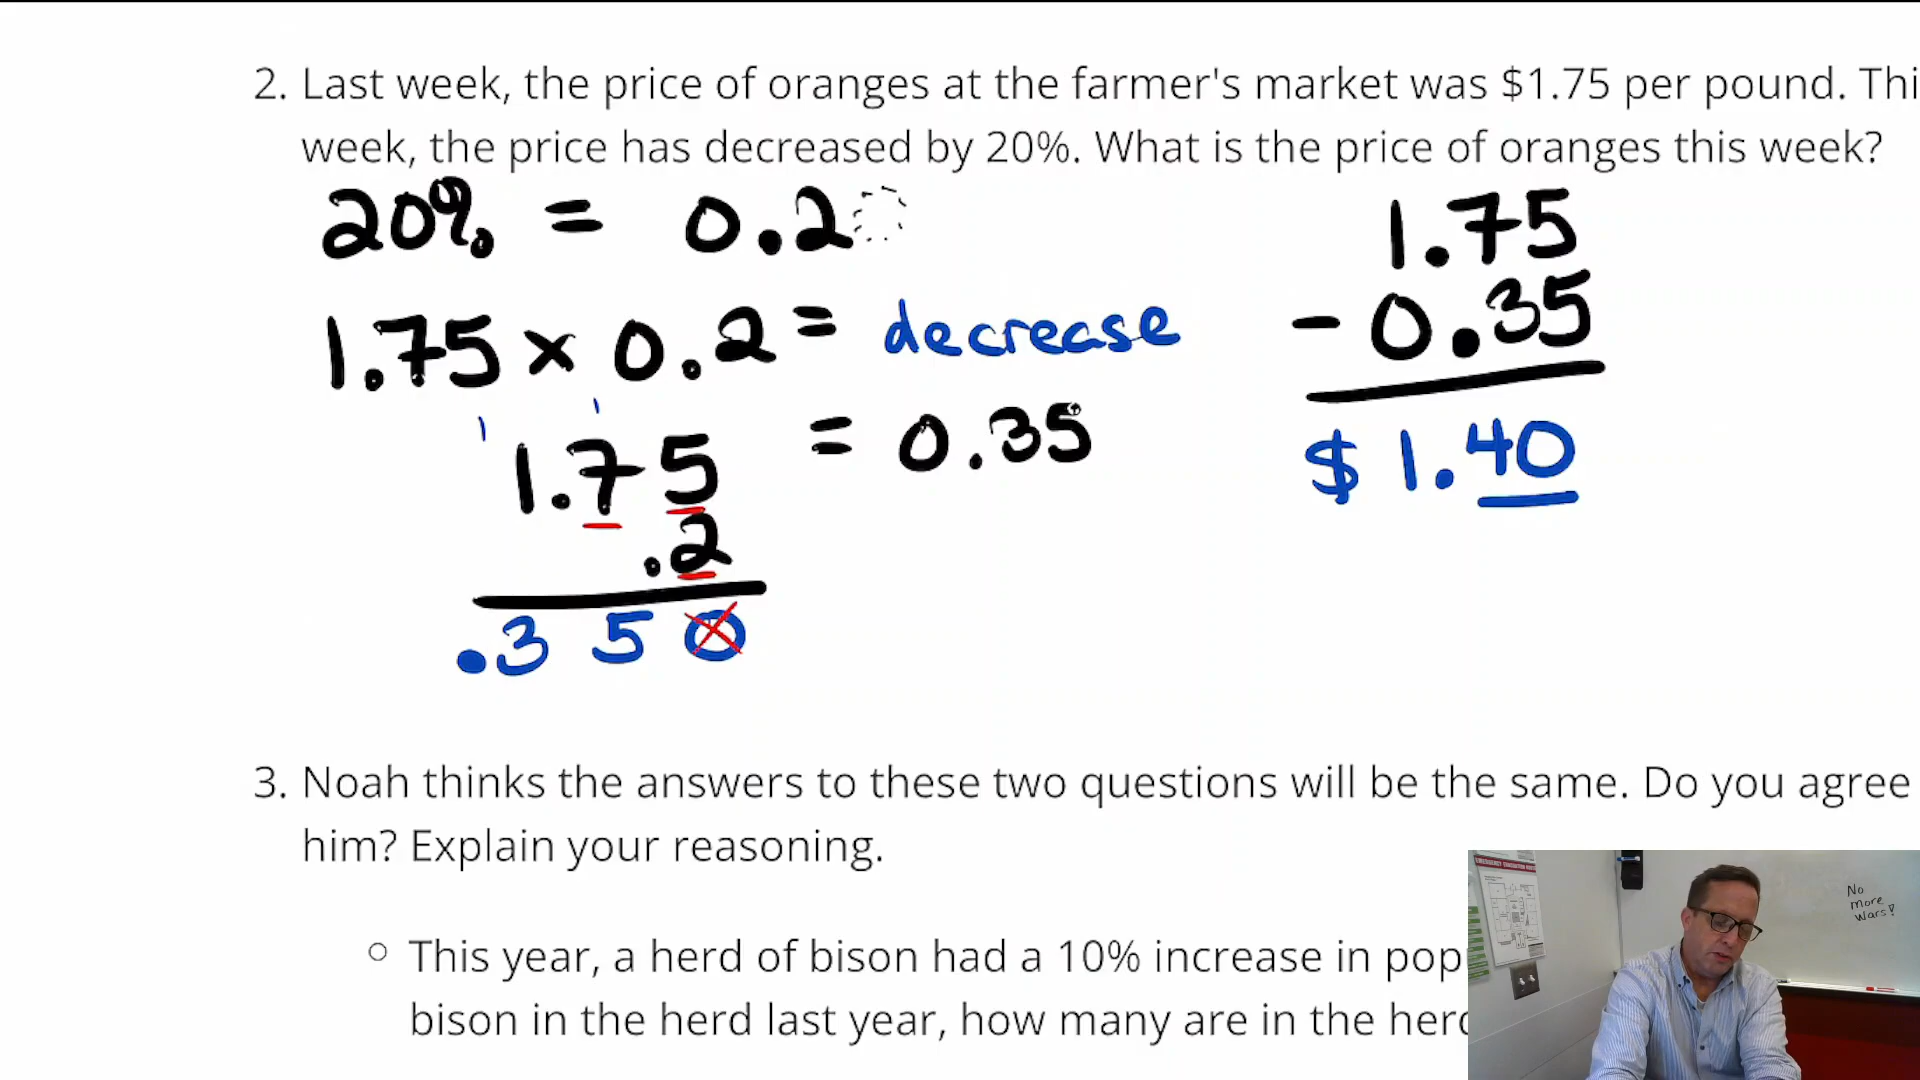 2. Last week, the price of oranges at the farmer's market was $1.75 per pound. Thi
week, the price has decreased by 20%. What is the price of oranges this week?
20% = 0.2
1.75 x 0.2 = decrease
= 0.35
1 1
1.75
.2
.350
1.75
- 0.35
$1.40
3. Noah thinks the answers to these two questions will be the same. Do you agree
him? Explain your reasoning.
○ This year, a herd of bison had a 10% increase in pop
bison in the herd last year, how many are in the herd
No
more
Wars!